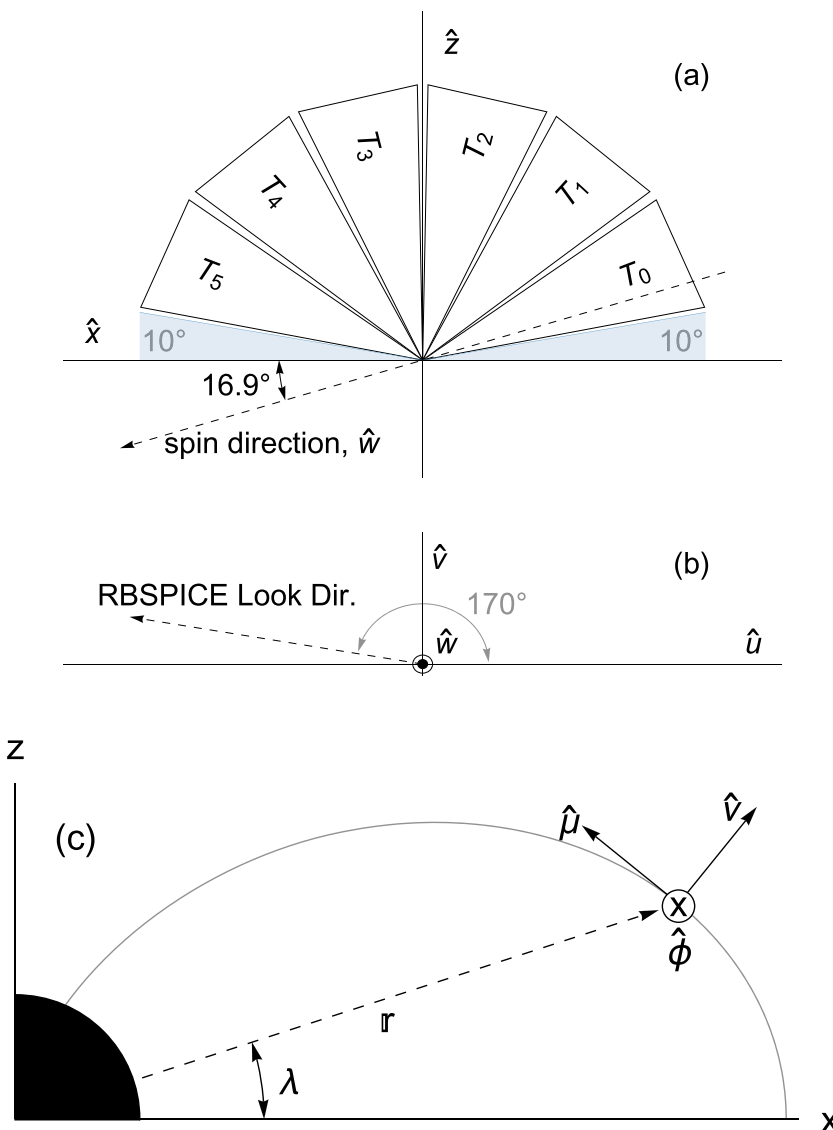 ẑ
(a)
T₃
T₂
T₄
T₁
T₅
T₀
x̂
10°
10°
16.9°
spin direction, ŵ
v̂
(b)
RBSPICE Look Dir.
170°
ŵ
û
z
(c)
μ̂
ν̂
x
ϕ̂
r
λ
x